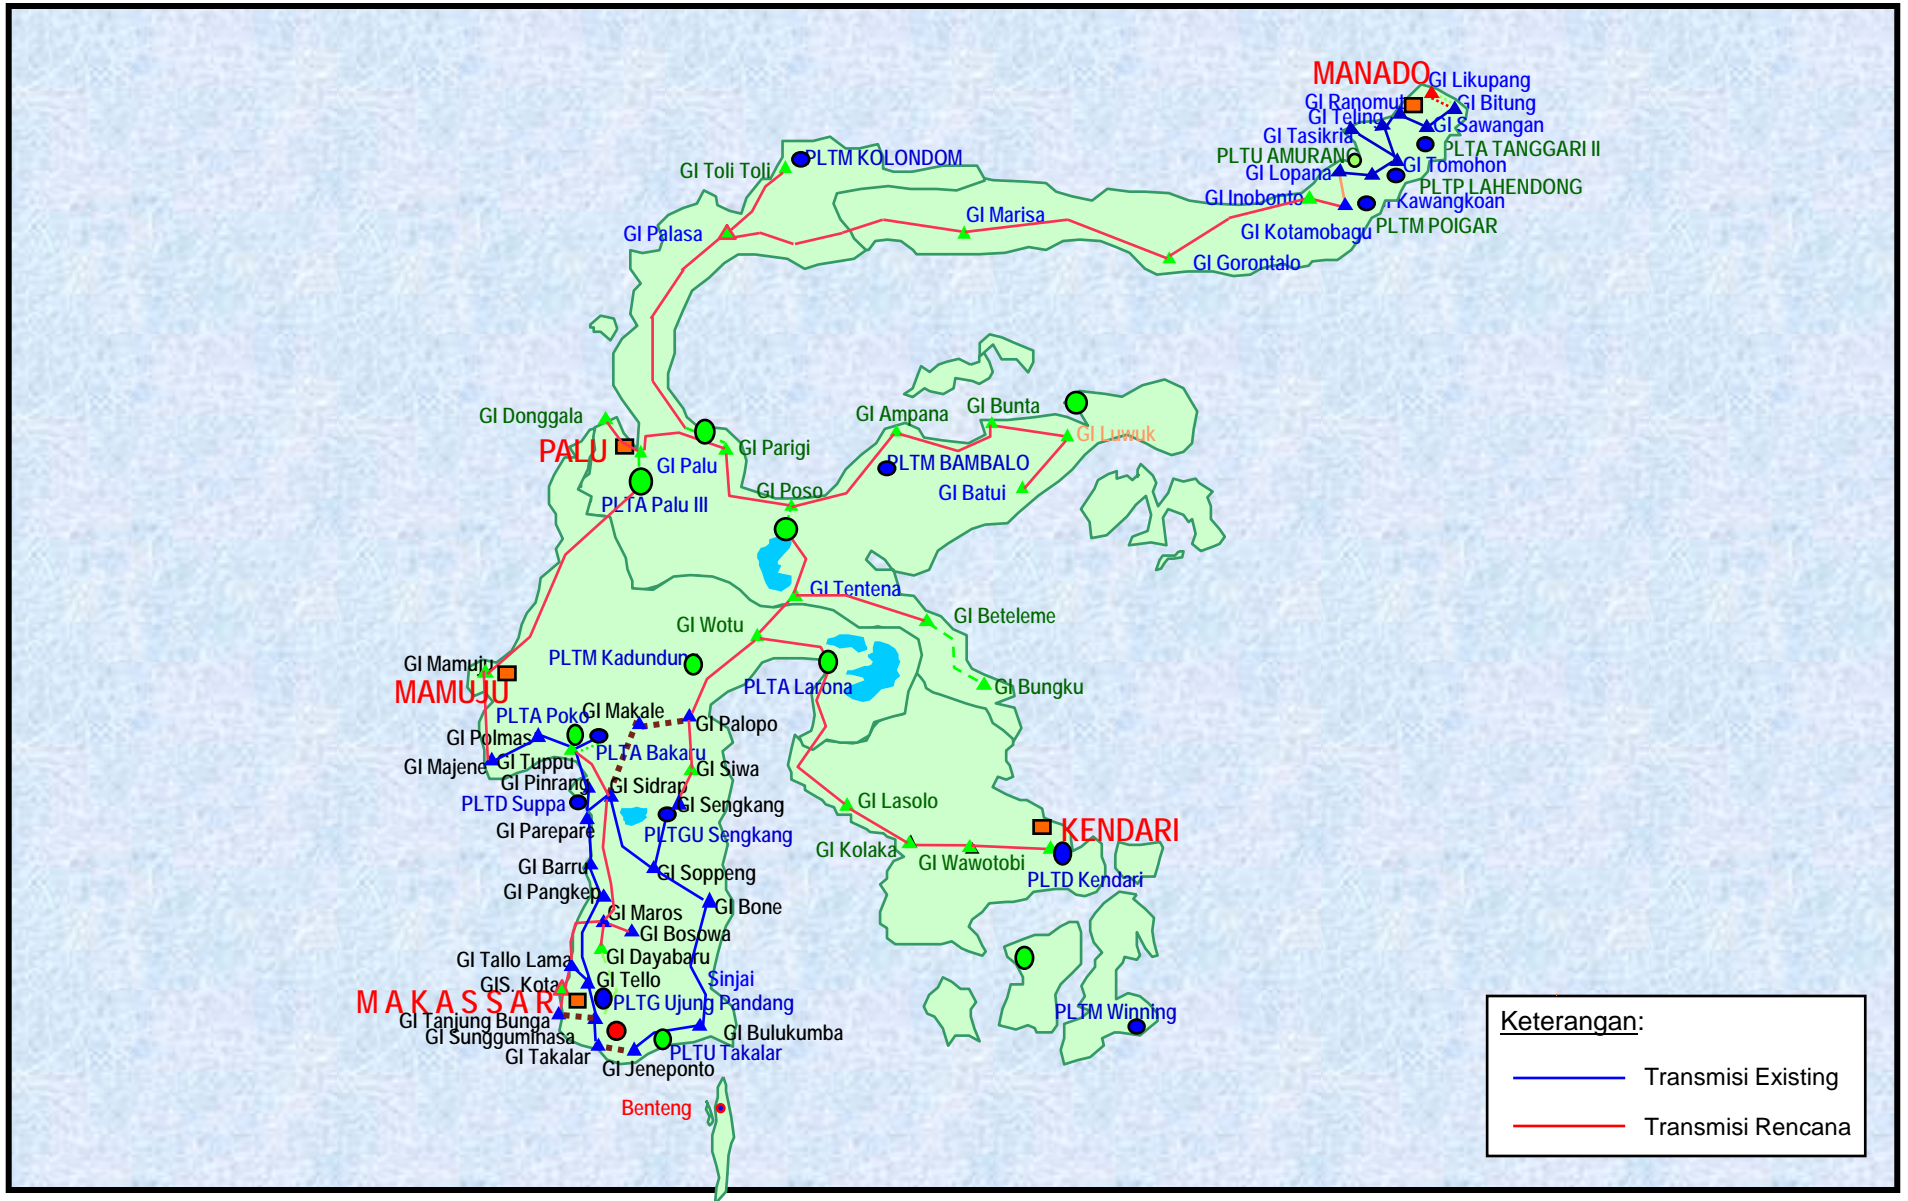 MANADO
GI Likupang
GI Ranomut
GI Bitung
GI Teling
GI Sawangan
GI Tasikria
PLTA TANGGARI II
PLTU AMURANG
GI Tomohon
GI Lopana
PLTP LAHENDONG
GI Inobonto
Kawangkoan
PLTM POIGAR
GI Kotamobagu
GI Gorontalo
GI Marisa
PLTM KOLONDOM
GI Toli Toli
GI Palasa
GI Donggala
PALU
GI Palu
PLTA Palu III
GI Parigi
GI Poso
GI Ampana
GI Bunta
GI Luwuk
PLTM BAMBALO
GI Batui
GI Tentena
GI Beteleme
GI Wotu
PLTM Kadundun
PLTA Larona
GI Bungku
GI Mamuju
MAMUJU
PLTA Poko
GI Makale
GI Palopo
GI Polmas
PLTA Bakaru
GI Majene
GI Tuppu
GI Siwa
GI Pinrang
GI Sidrap
PLTD Suppa
GI Sengkang
GI Parepare
PLTGU Sengkang
GI Lasolo
KENDARI
GI Kolaka
GI Wawotobi
PLTD Kendari
GI Barru
GI Soppeng
GI Pangkep
GI Bone
GI Maros
GI Bosowa
GI Tallo Lama
GI Dayabaru
GIS. Kota
GI Tello
Sinjai
MAKASSAR
PLTG Ujung Pandang
GI Tanjung Bunga
GI Sungguminasa
GI Bulukumba
GI Takalar
PLTU Takalar
GI Jeneponto
PLTM Winning
Benteng
Keterangan:
Transmisi Existing
Transmisi Rencana